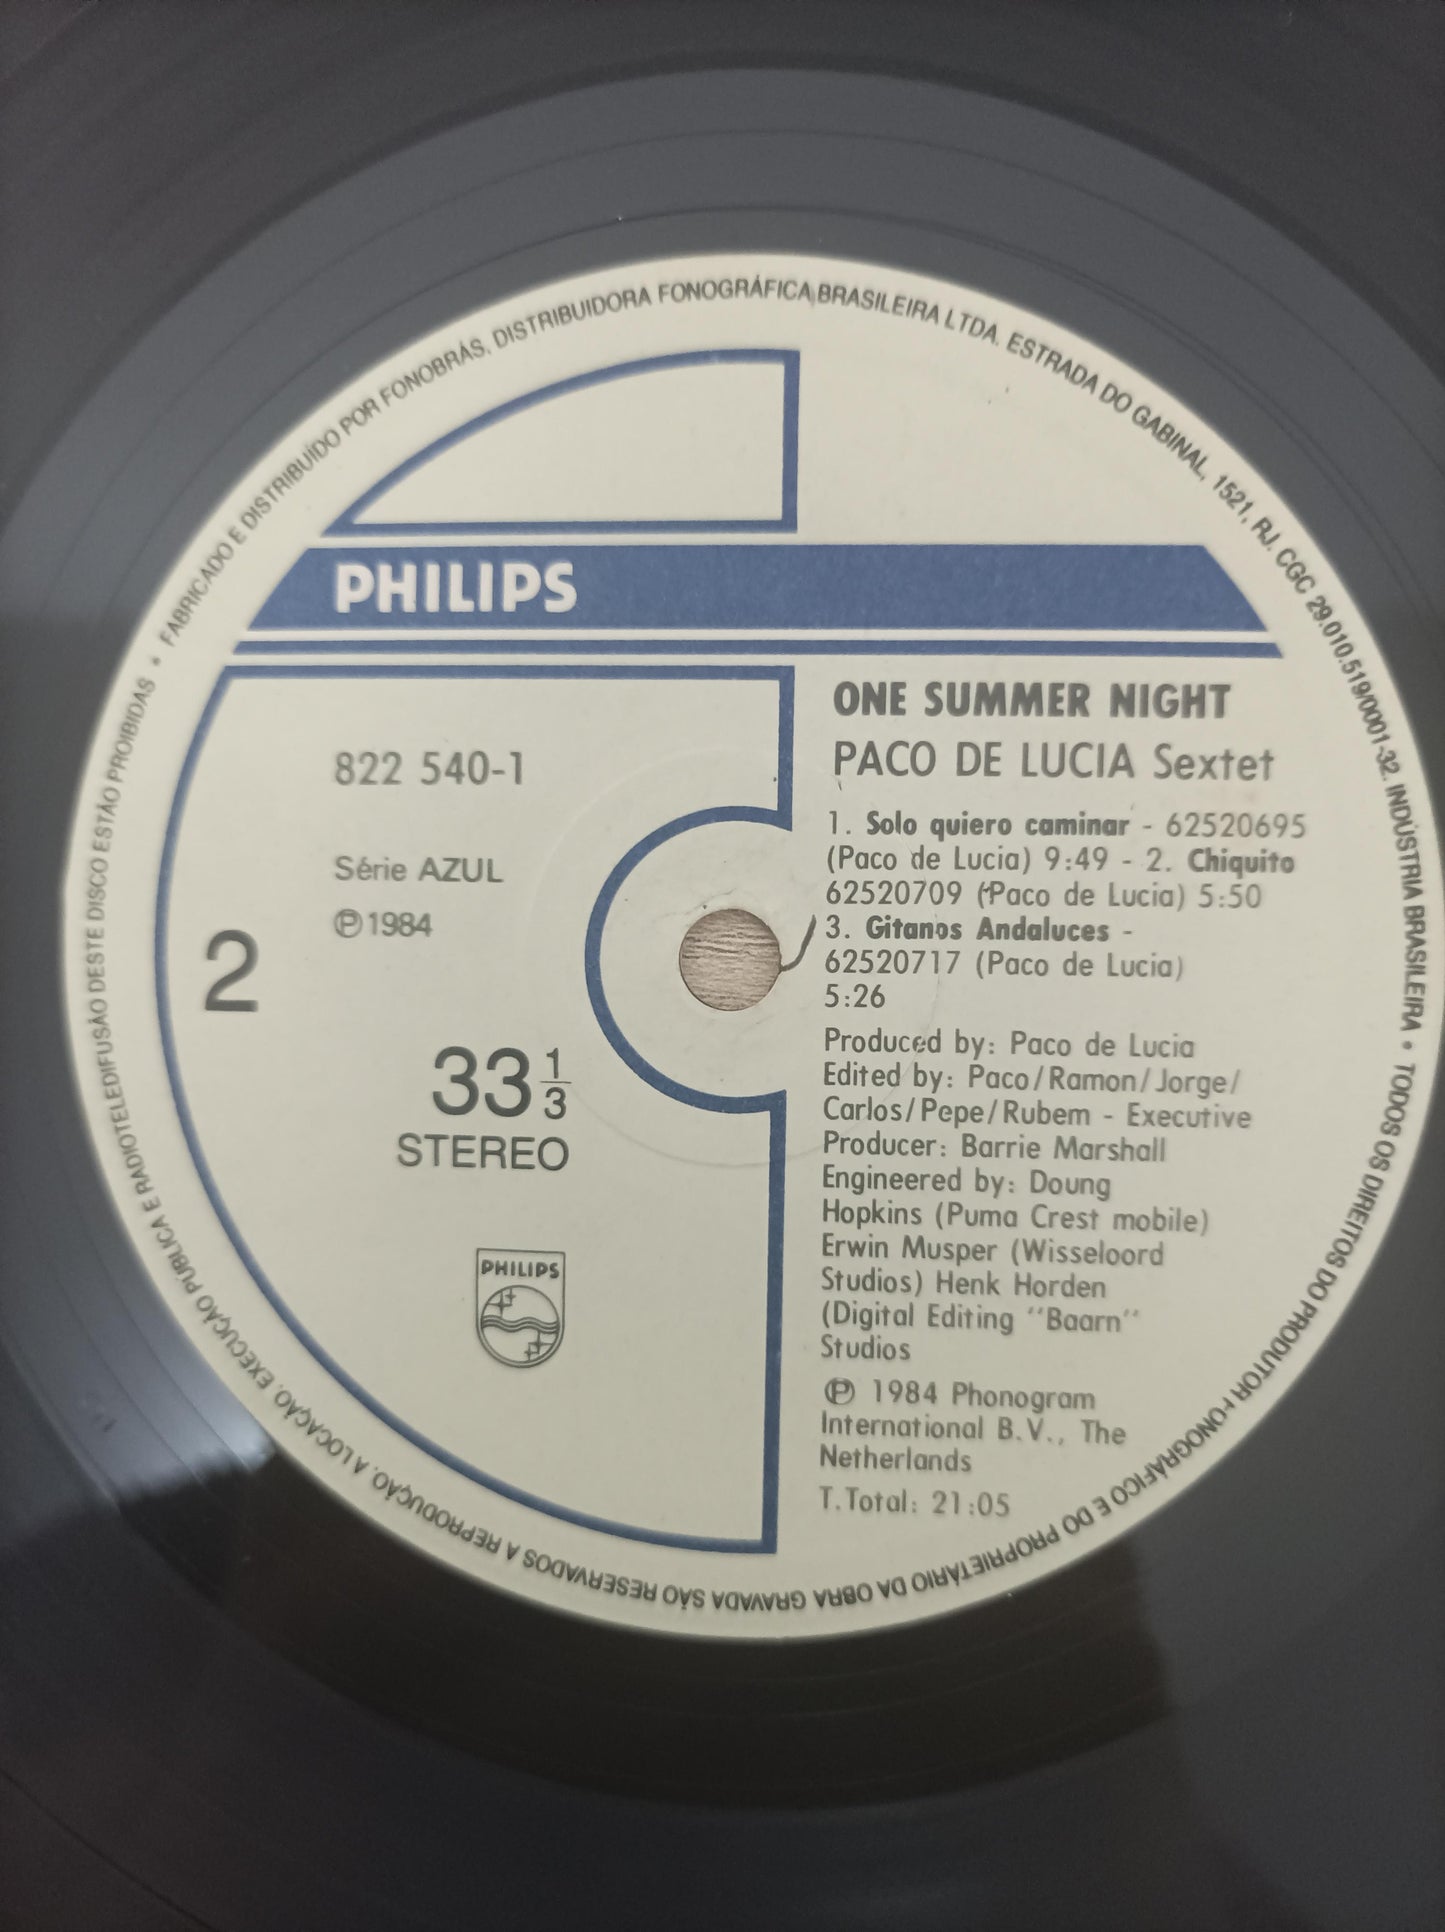 FABRICADO E DISTRIBUÍDO POR FONOBRÁS, DISTRIBUIDORA FONOGRÁFICA BRASILEIRA LTDA. ESTRADA DO GABINAL, 1521, RJ. CGC 29.010.519/0001-32. INDÚSTRIA BRASILEIRA • TODOS OS DIREITOS DO PRODUTOR FONOGRÁFICO E DO PROPRIETÁRIO DA OBRA GRAVADA SÃO RESERVADOS A REPRODUÇÃO, A LOCAÇÃO, EXECUÇÃO PÚBLICA E RADIOTELEDIFUSÃO DESTE DISCO ESTÃO PROIBIDAS •
PHILIPS
822 540-1
Série AZUL
℗1984
2
33 1/3
STEREO
PHILIPS
ONE SUMMER NIGHT
PACO DE LUCIA Sextet
1. Solo quiero caminar - 62520695
(Paco de Lucia) 9:49 - 2. Chiquito
62520709 (Paco de Lucia) 5:50
3. Gitanos Andaluces -
62520717 (Paco de Lucia)
5:26
Produced by: Paco de Lucia
Edited by: Paco/Ramon/Jorge/
Carlos/Pepe/Rubem - Executive
Producer: Barrie Marshall
Engineered by: Doung
Hopkins (Puma Crest mobile)
Erwin Musper (Wisseloord
Studios) Henk Horden
(Digital Editing "Baarn"
Studios
℗ 1984 Phonogram
International B.V., The
Netherlands
T.Total: 21:05